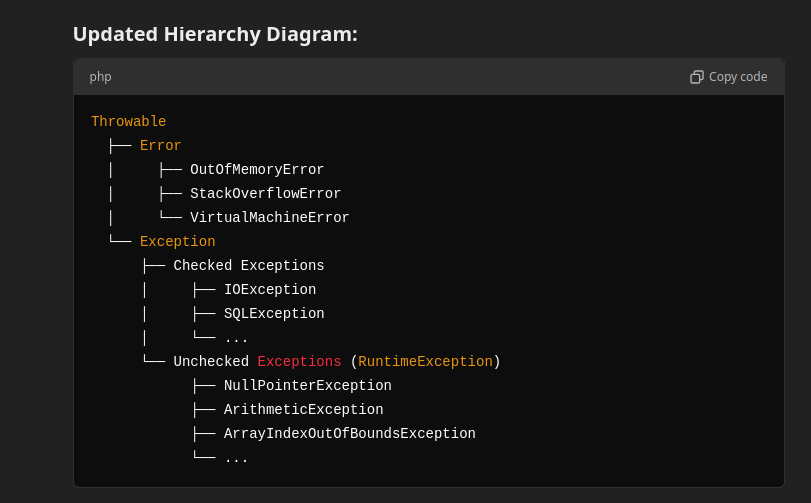 Updated Hierarchy Diagram:
php Copy code
Throwable
  ├── Error
  │     ├── OutOfMemoryError
  │     ├── StackOverflowError
  │     └── VirtualMachineError
  └── Exception
      ├── Checked Exceptions
      │     ├── IOException
      │     ├── SQLException
      │     └── ...
      └── Unchecked Exceptions (RuntimeException)
            ├── NullPointerException
            ├── ArithmeticException
            ├── ArrayIndexOutOfBoundsException
            └── ...